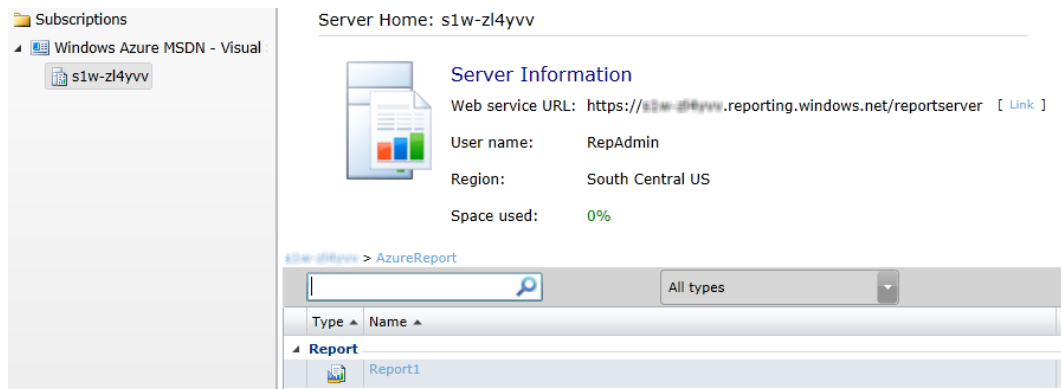 Subscriptions
Windows Azure MSDN - Visual
s1w-zl4yvv
Server Home: s1w-zl4yvv
Server Information
Web service URL: https:// .reporting.windows.net/reportserver [ Link ]
User name: RepAdmin
Region: South Central US
Space used: 0%
> AzureReport
All types
Type Name
Report
Report1